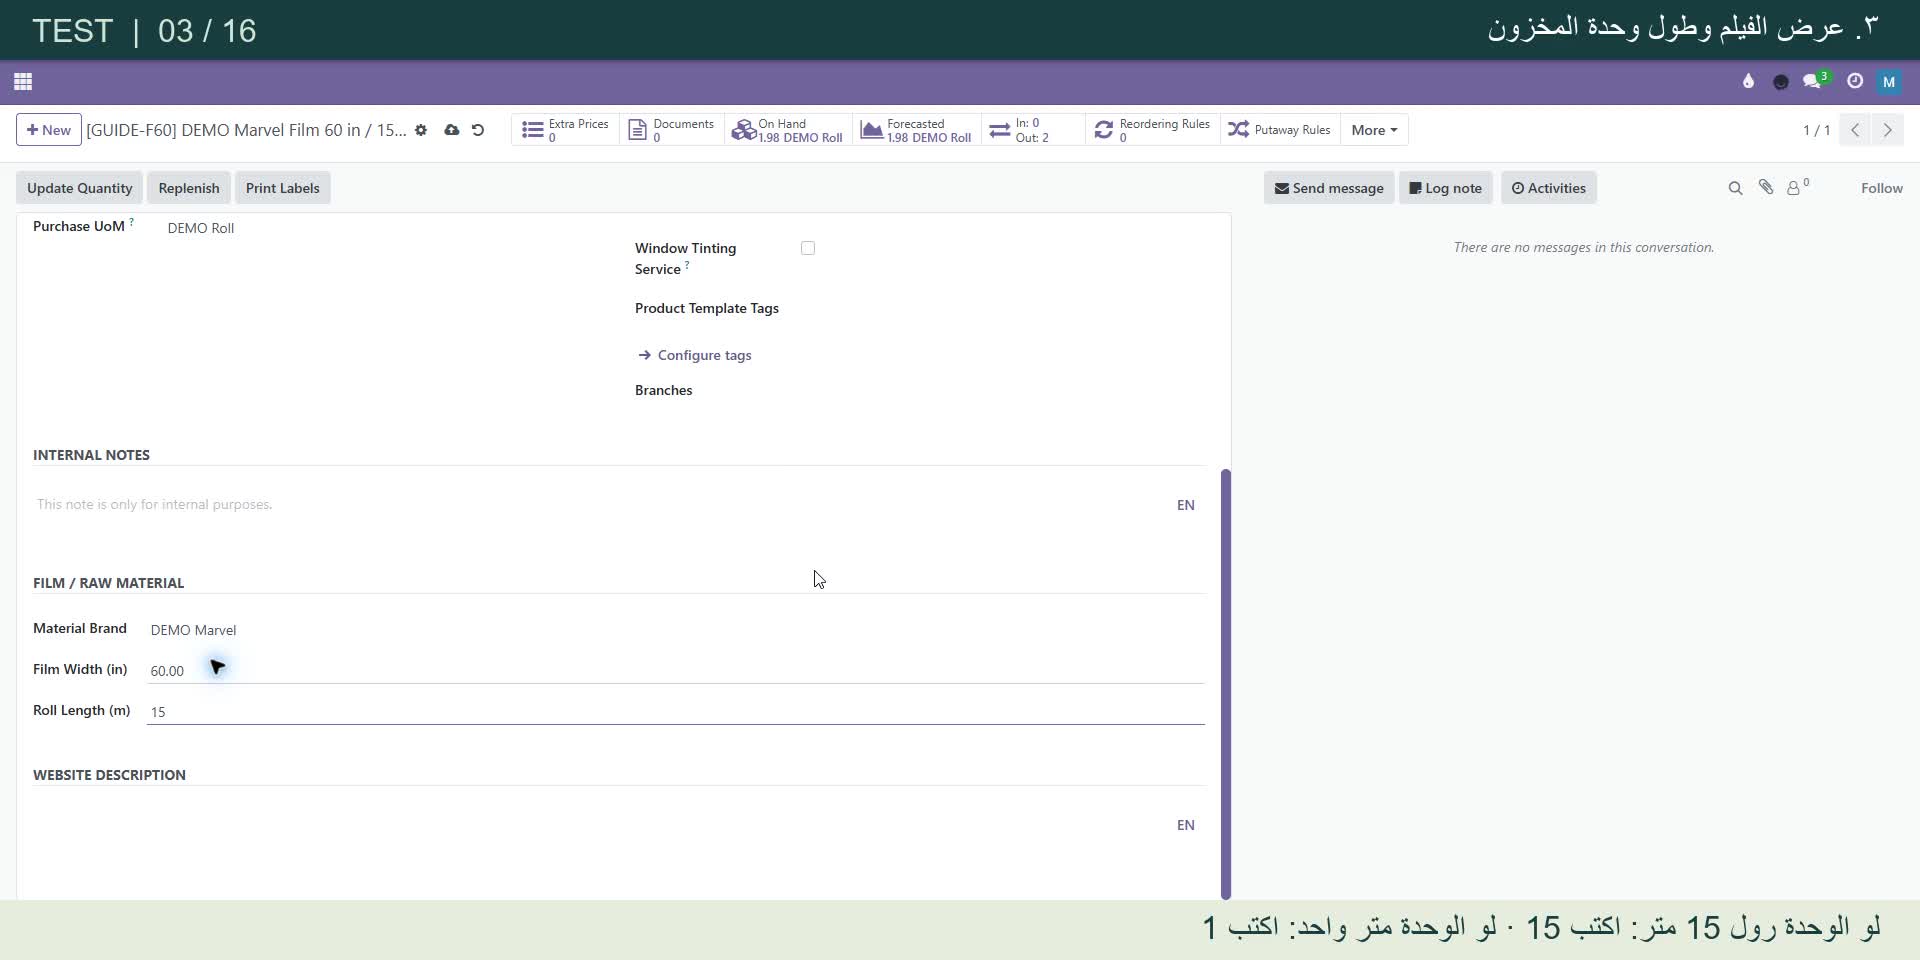 TEST | 03 / 16
٣. عرض الفيلم وطول وحدة المخزون
3
M
New
[GUIDE-F60] DEMO Marvel Film 60 in / 15...
Extra Prices
0
Documents
0
On Hand
1.98 DEMO Roll
Forecasted
1.98 DEMO Roll
In: 0
Out: 2
Reordering Rules
0
Putaway Rules
More
1 / 1
Update Quantity
Replenish
Print Labels
Send message
Log note
Activities
0
Follow
Purchase UoM ?
DEMO Roll
Window Tinting
Service ?
There are no messages in this conversation.
Product Template Tags
Configure tags
Branches
INTERNAL NOTES
This note is only for internal purposes.
EN
FILM / RAW MATERIAL
Material Brand
DEMO Marvel
Film Width (in)
60.00
Roll Length (m)
15
WEBSITE DESCRIPTION
EN
لو الوحدة رول 15 متر: اكتب 15 · لو الوحدة متر واحد: اكتب 1